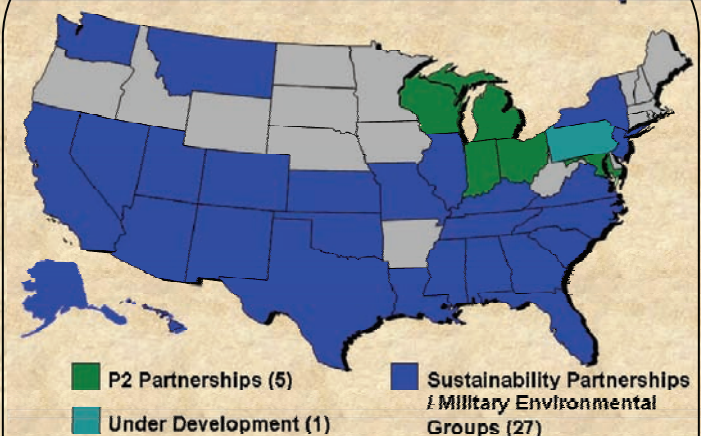 P2 Partnerships (5)
Under Development (1)
Sustainability Partnerships
/ Military Environmental
Groups (27)